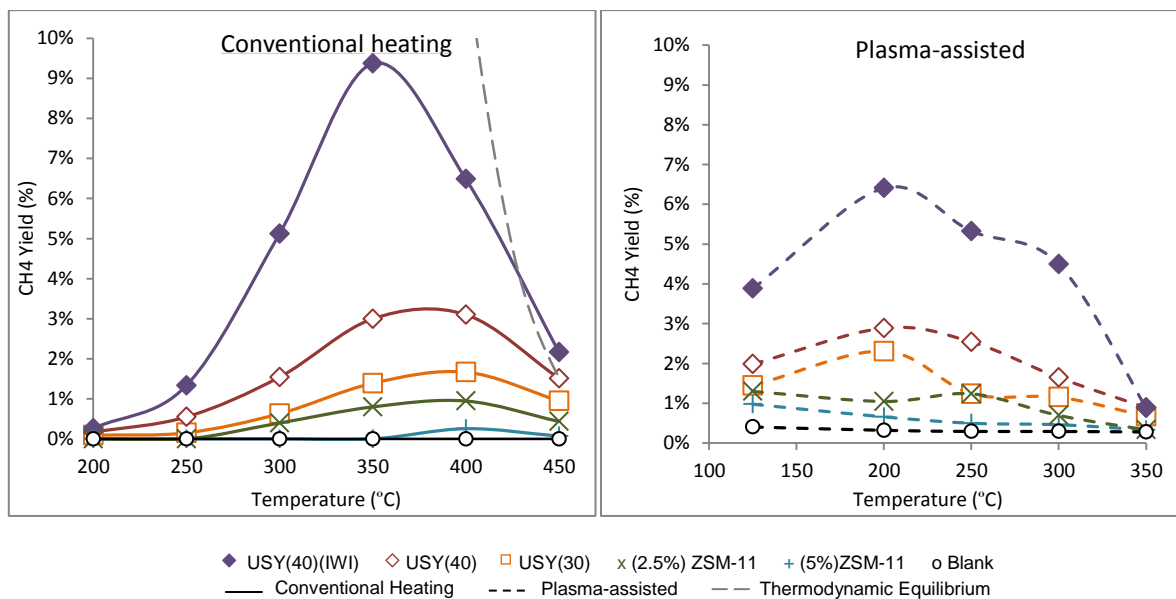 Conventional heating
CH4 Yield (%)
10%
9%
8%
7%
6%
5%
4%
3%
2%
1%
0%
200 250 300 350 400 450
Temperature (°C)
Plasma-assisted
CH4 Yield (%)
10%
9%
8%
7%
6%
5%
4%
3%
2%
1%
0%
100 150 200 250 300 350
Temperature (°C)
USY(40)(IWI) USY(40) USY(30) (2.5%) ZSM-11 (5%)ZSM-11 Blank
Conventional Heating Plasma-assisted Thermodynamic Equilibrium